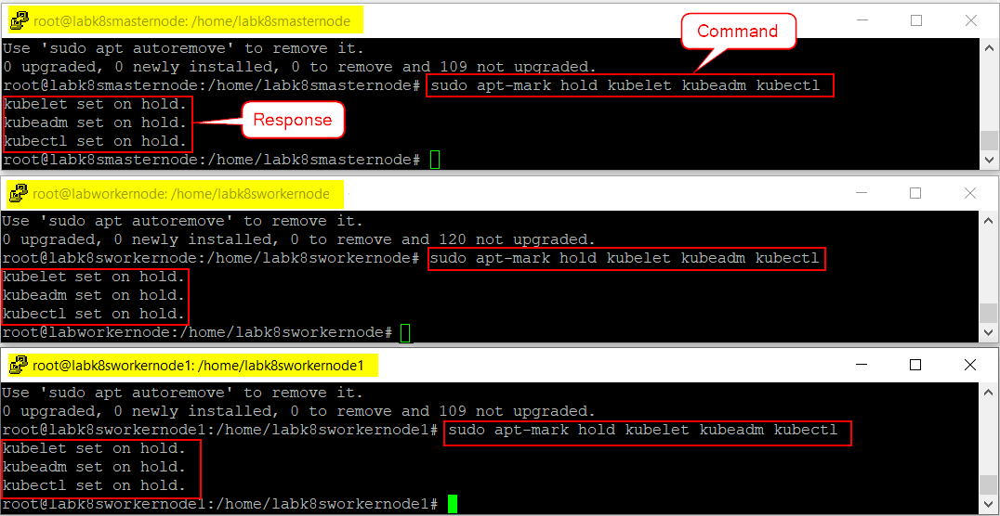 root@labk8smasternode: /home/labk8smasternode
Command
Use 'sudo apt autoremove' to remove it.
0 upgraded, 0 newly installed, 0 to remove and 109 not upgraded.
root@labk8smasternode:/home/labk8smasternode# sudo apt-mark hold kubelet kubeadm kubectl
kubelet set on hold.
kubeadm set on hold.
Response
kubectl set on hold.
root@labk8smasternode:/home/labk8smasternode#
root@labworkernode: /home/labk8sworkernode
Use 'sudo apt autoremove' to remove it.
0 upgraded, 0 newly installed, 0 to remove and 120 not upgraded.
root@labworkernode:/home/labk8sworkernode# sudo apt-mark hold kubelet kubeadm kubectl
kubelet set on hold.
kubeadm set on hold.
kubectl set on hold.
root@labworkernode:/home/labk8sworkernode#
root@labk8sworkernode1: /home/labk8sworkernode1
Use 'sudo apt autoremove' to remove it.
0 upgraded, 0 newly installed, 0 to remove and 109 not upgraded.
root@labk8sworkernode1:/home/labk8sworkernode1# sudo apt-mark hold kubelet kubeadm kubectl
kubelet set on hold.
kubeadm set on hold.
kubectl set on hold.
root@labk8sworkernode1:/home/labk8sworkernode1#